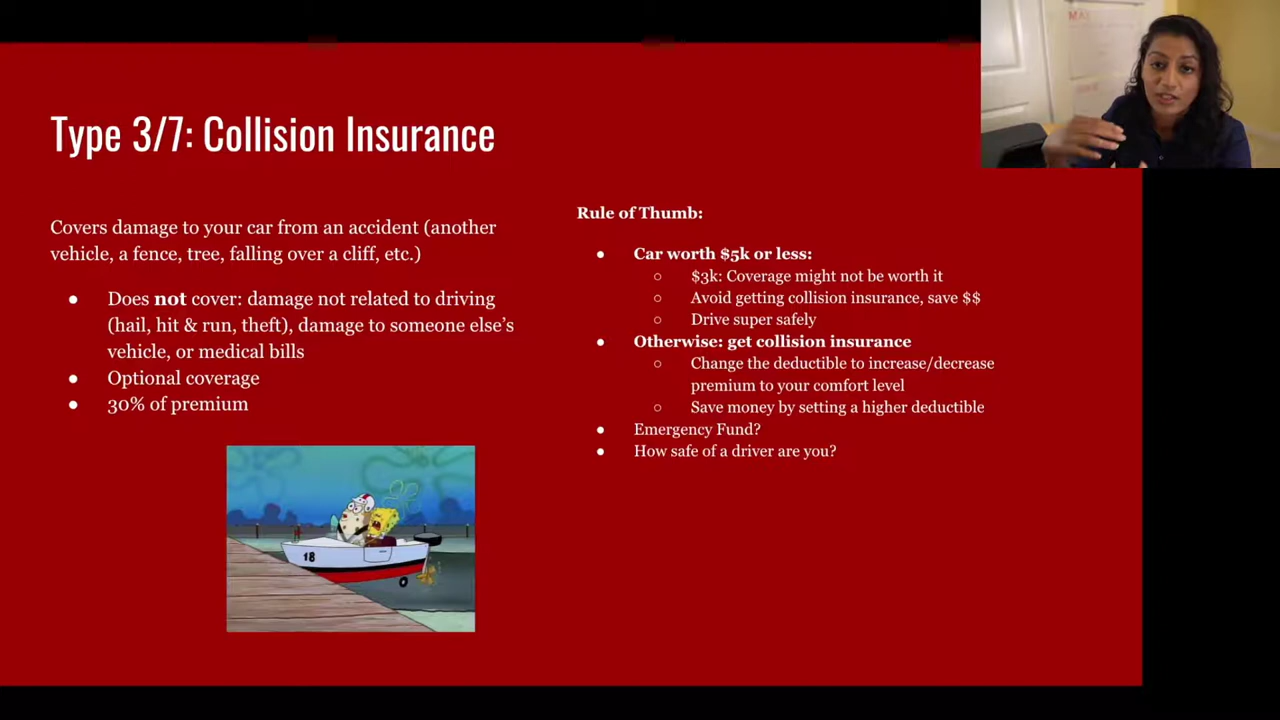 Type 3/7: Collision Insurance
Covers damage to your car from an accident (another
vehicle, a fence, tree, falling over a cliff, etc.)
● Does not cover: damage not related to driving
(hail, hit & run, theft), damage to someone else’s
vehicle, or medical bills
● Optional coverage
● 30% of premium
18
Rule of Thumb:
● Car worth $5k or less:
○ $3k: Coverage might not be worth it
○ Avoid getting collision insurance, save $$
○ Drive super safely
● Otherwise: get collision insurance
○ Change the deductible to increase/decrease
premium to your comfort level
○ Save money by setting a higher deductible
● Emergency Fund?
● How safe of a driver are you?